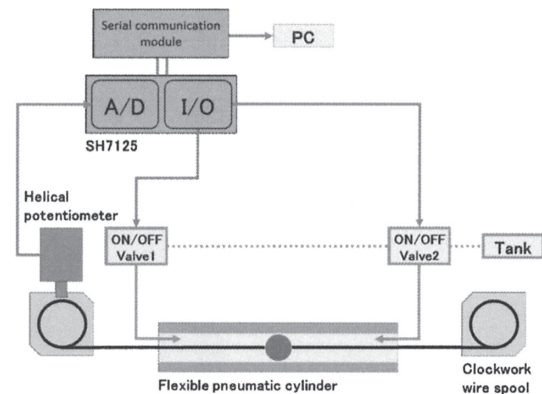 Serial communication
module
PC
A/D
I/O
SH7125
Helical
potentiometer
ON/OFF
Valve1
ON/OFF
Valve2
Tank
Flexible pneumatic cylinder
Clockwork
wire spool